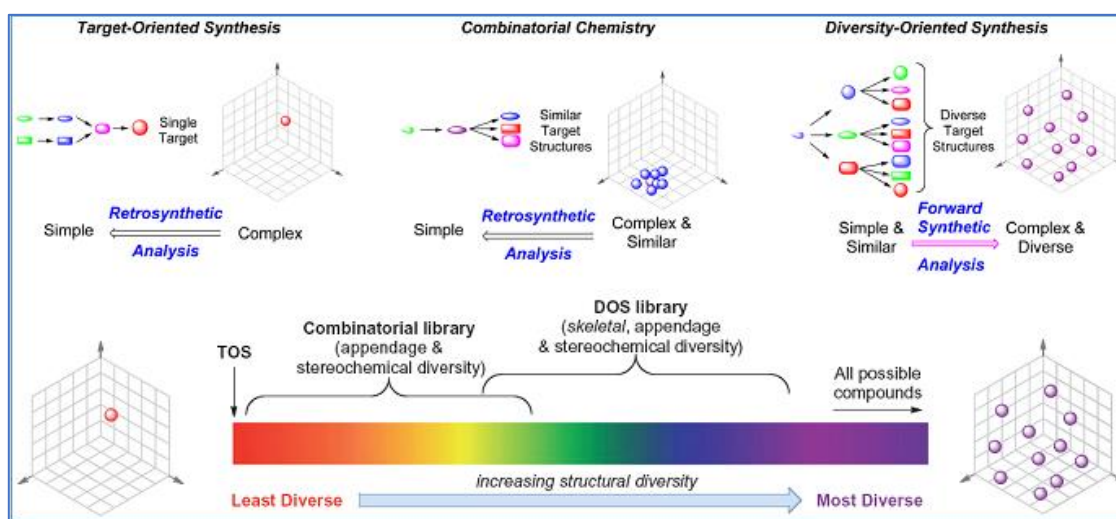 Target-Oriented Synthesis
Combinatorial Chemistry
Diversity-Oriented Synthesis
Single
Target
Similar
Target
Structures
Diverse
Target
Structures
Simple
Retrosynthetic
Analysis
Complex
Simple
Retrosynthetic
Analysis
Complex &
Similar
Simple &
Similar
Forward
Synthetic
Analysis
Complex &
Diverse
TOS
Combinatorial library
(appendage &
stereochemical diversity)
DOS library
(skeletal, appendage
& stereochemical diversity)
All possible
compounds
Least Diverse
increasing structural diversity
Most Diverse